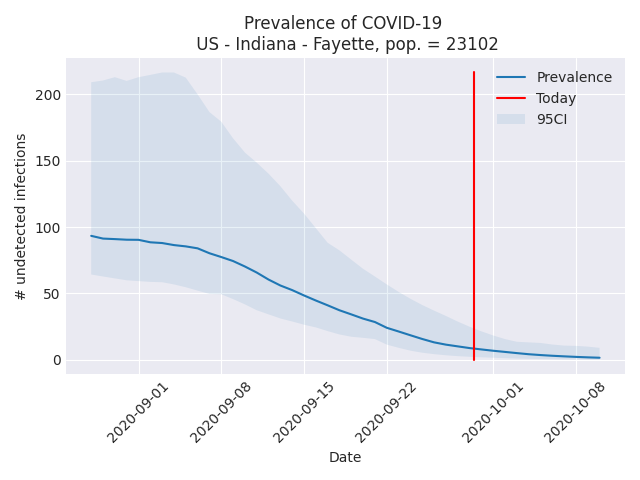 Prevalence of COVID-19
US - Indiana - Fayette, pop. = 23102
Prevalence
Today
95CI
# undetected infections
200
150
100
50
0
2020-09-01
2020-09-08
2020-09-15
2020-09-22
2020-10-01
2020-10-08
Date